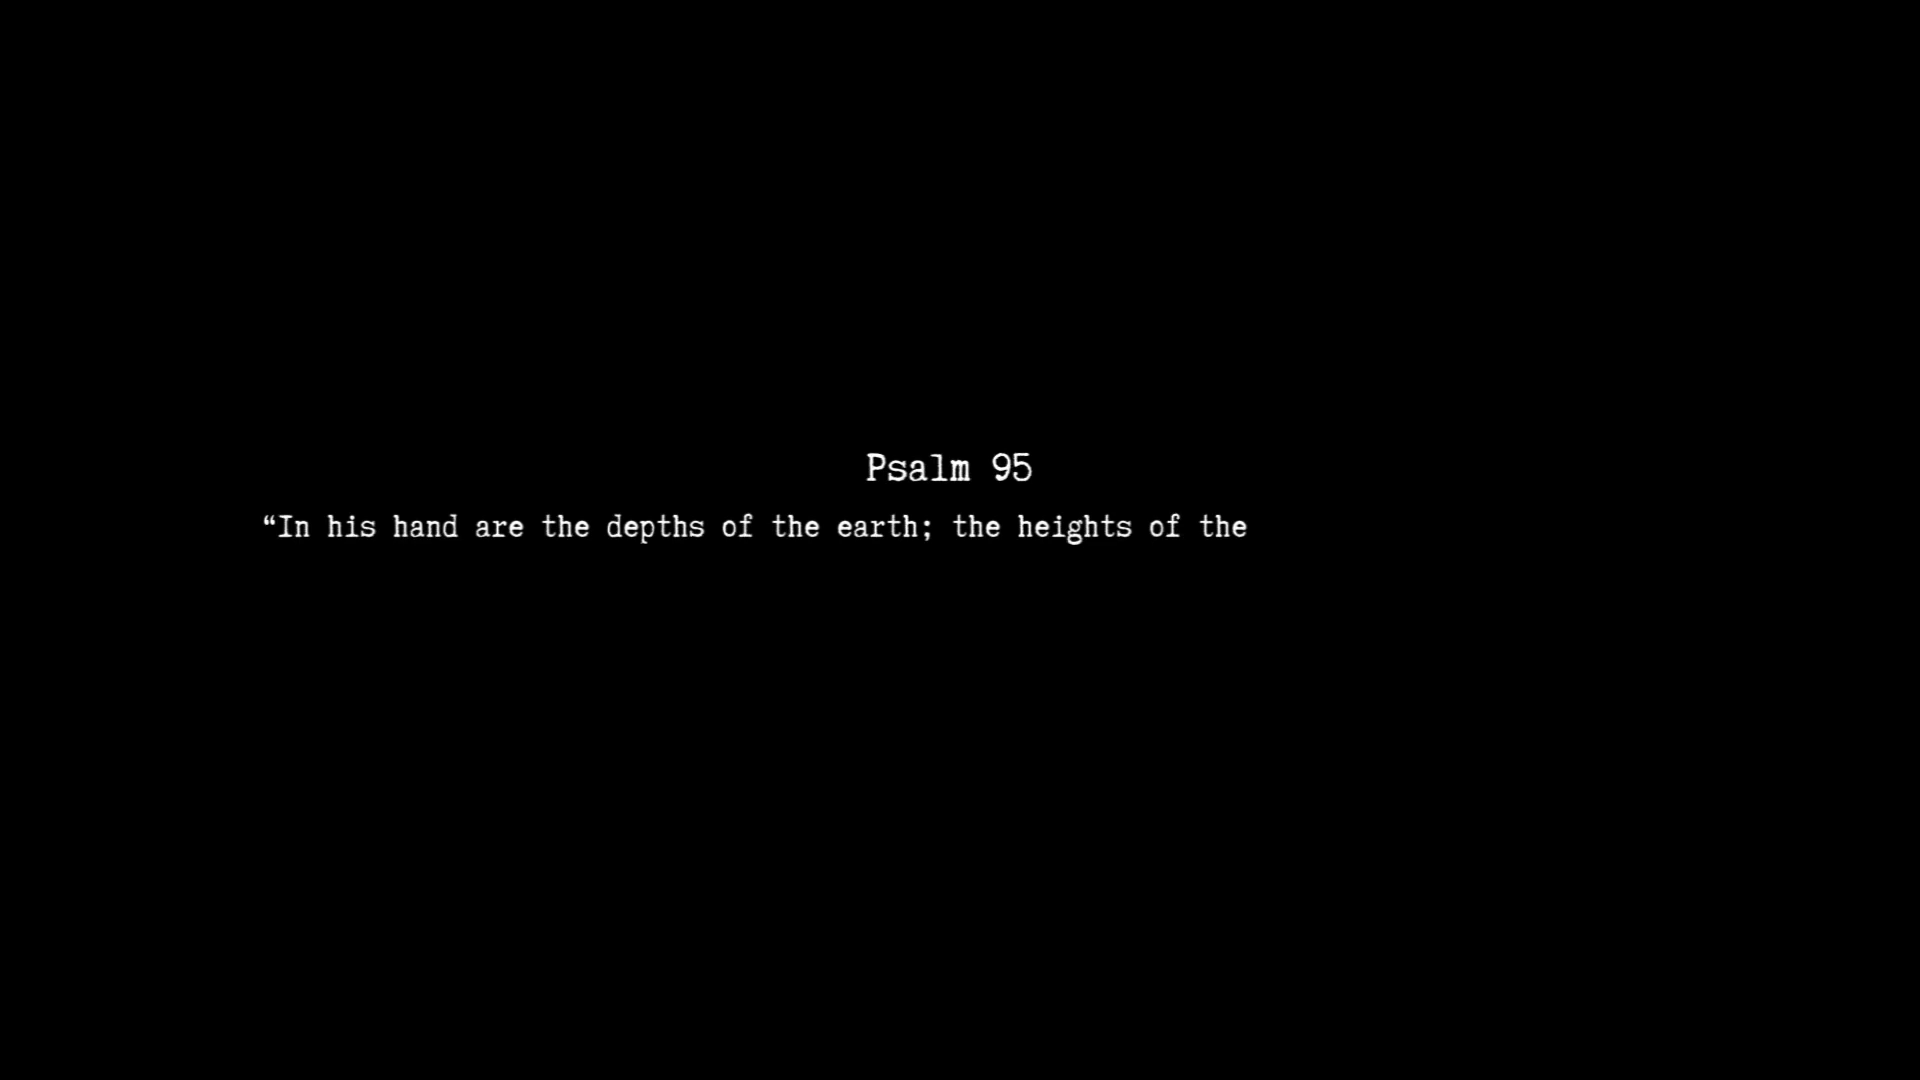 Psalm 95
“In his hand are the depths of the earth; the heights of the